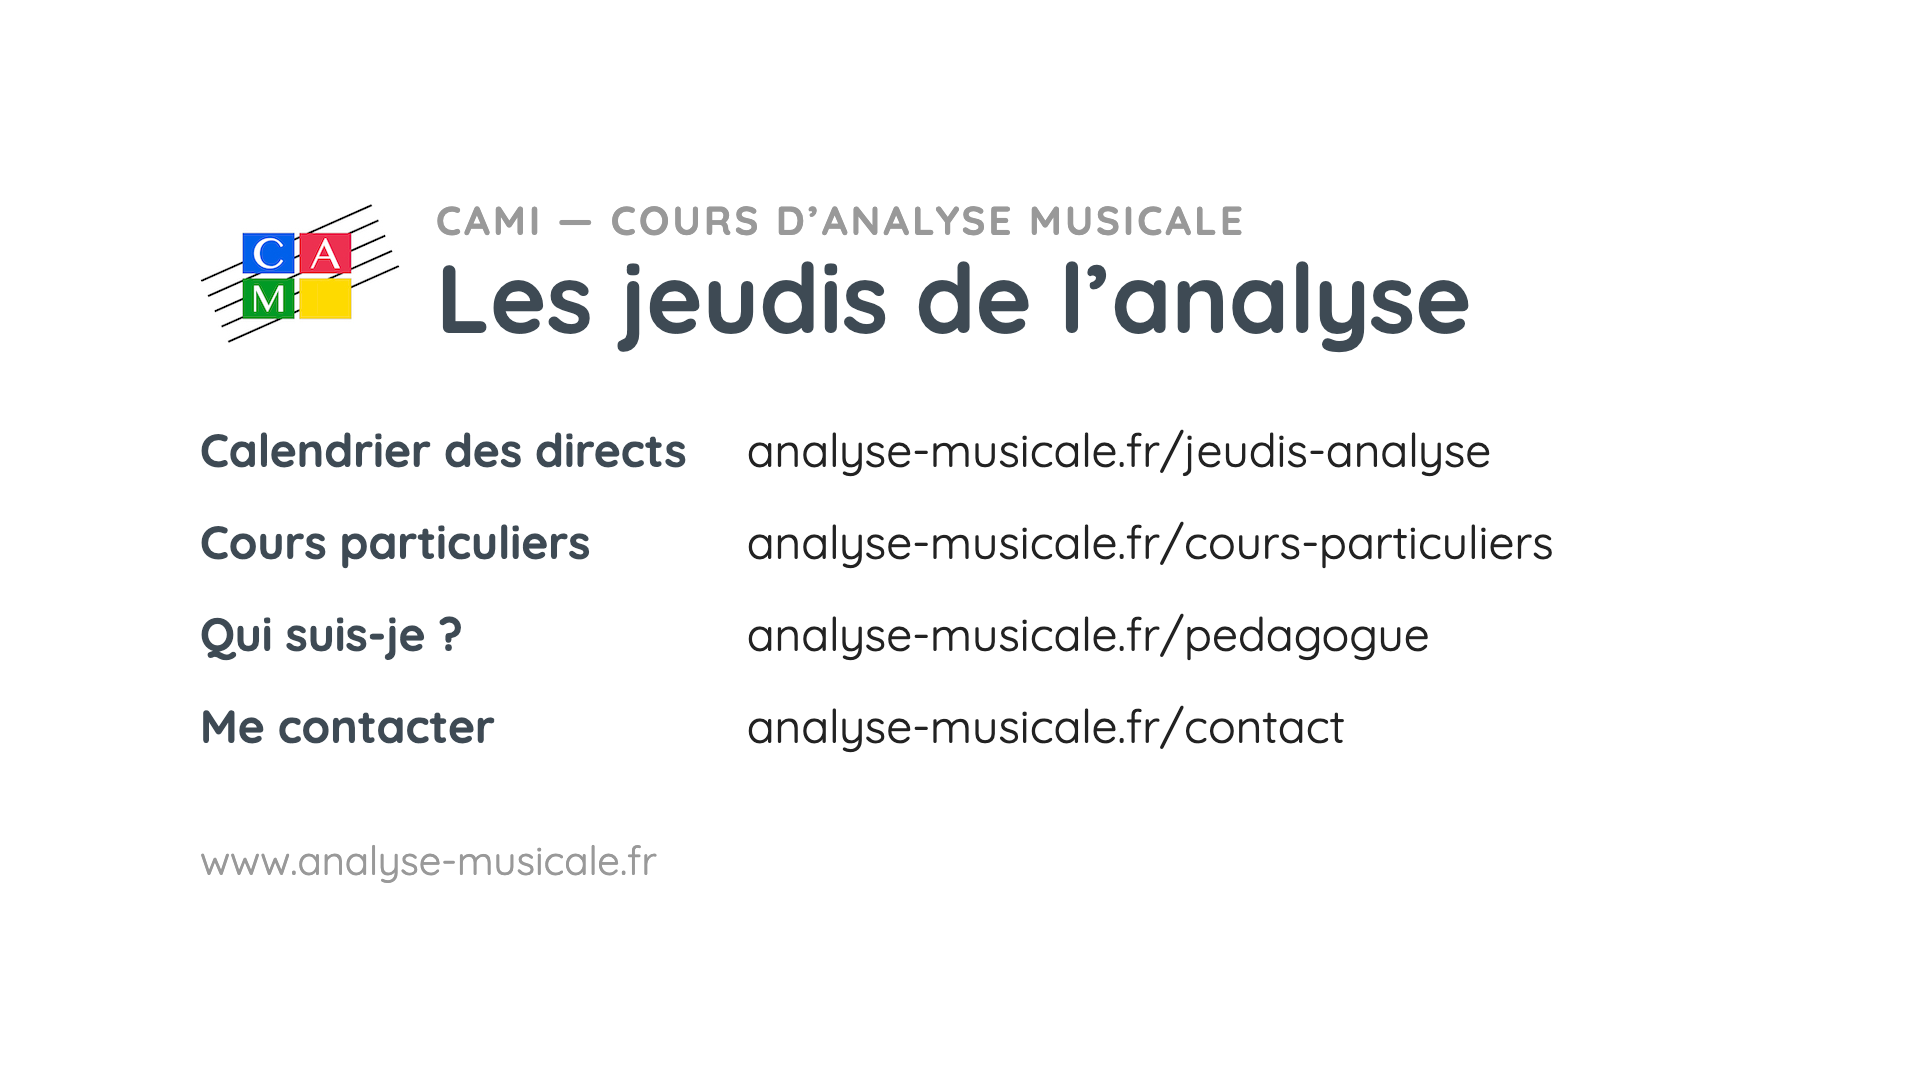 CAMI — COURS D’ANALYSE MUSICALE
C A
M
Les jeudis de l’analyse
Calendrier des directs analyse-musicale.fr/jeudis-analyse
Cours particuliers analyse-musicale.fr/cours-particuliers
Qui suis-je ? analyse-musicale.fr/pedagogue
Me contacter analyse-musicale.fr/contact
www.analyse-musicale.fr